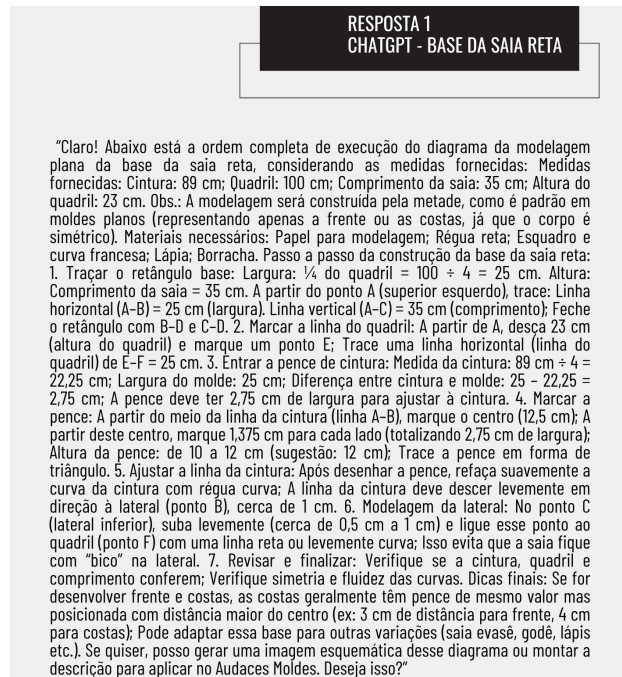 RESPOSTA 1
CHATGPT - BASE DA SAIA RETA
“Claro! Abaixo está a ordem completa de execução do diagrama da modelagem
plana da base da saia reta, considerando as medidas fornecidas: Medidas
fornecidas: Cintura: 89 cm; Quadril: 100 cm; Comprimento da saia: 35 cm; Altura do
quadril: 23 cm. Obs.: A modelagem será construída pela metade, como é padrão em
moldes planos (representando apenas a frente ou as costas, já que o corpo é
simétrico). Materiais necessários: Papel para modelagem; Régua reta; Esquadro e
curva francesa; Lápia; Borracha. Passo a passo da construção da base da saia reta:
1. Traçar o retângulo base: Largura: ¼ do quadril = 100 ÷ 4 = 25 cm. Altura:
Comprimento da saia = 35 cm. A partir do ponto A (superior esquerdo), trace: Linha
horizontal (A–B) = 25 cm (largura). Linha vertical (A–C) = 35 cm (comprimento); Feche
o retângulo com B–D e C–D. 2. Marcar a linha do quadril: A partir de A, desça 23 cm
(altura do quadril) e marque um ponto E; Trace uma linha horizontal (linha do
quadril) de E–F = 25 cm. 3. Entrar a pence de cintura: Medida da cintura: 89 cm ÷ 4 =
22,25 cm; Largura do molde: 25 cm; Diferença entre cintura e molde: 25 – 22,25 =
2,75 cm; A pence deve ter 2,75 cm de largura para ajustar à cintura. 4. Marcar a
pence: A partir do meio da linha da cintura (linha A–B), marque o centro (12,5 cm); A
partir deste centro, marque 1,375 cm para cada lado (totalizando 2,75 cm de largura);
Altura da pence: de 10 a 12 cm (sugestão: 12 cm); Trace a pence em forma de
triângulo. 5. Ajustar a linha da cintura: Após desenhar a pence, refaça suavemente a
curva da cintura com régua curva; A linha da cintura deve descer levemente em
direção à lateral (ponto B), cerca de 1 cm. 6. Modelagem da lateral: No ponto C
(lateral inferior), suba levemente (cerca de 0,5 cm a 1 cm) e ligue esse ponto ao
quadril (ponto F) com uma linha reta ou levemente curva; Isso evita que a saia fique
com “bico” na lateral. 7. Revisar e finalizar: Verifique se a cintura, quadril e
comprimento conferem; Verifique simetria e fluidez das curvas. Dicas finais: Se for
desenvolver frente e costas, as costas geralmente têm pence de mesmo valor mas
posicionada com distância maior do centro (ex: 3 cm de distância para frente, 4 cm
para costas); Pode adaptar essa base para outras variações (saia evasê, godê, lápis
etc.). Se quiser, posso gerar uma imagem esquemática desse diagrama ou montar a
descrição para aplicar no Audaces Moldes. Deseja isso?”